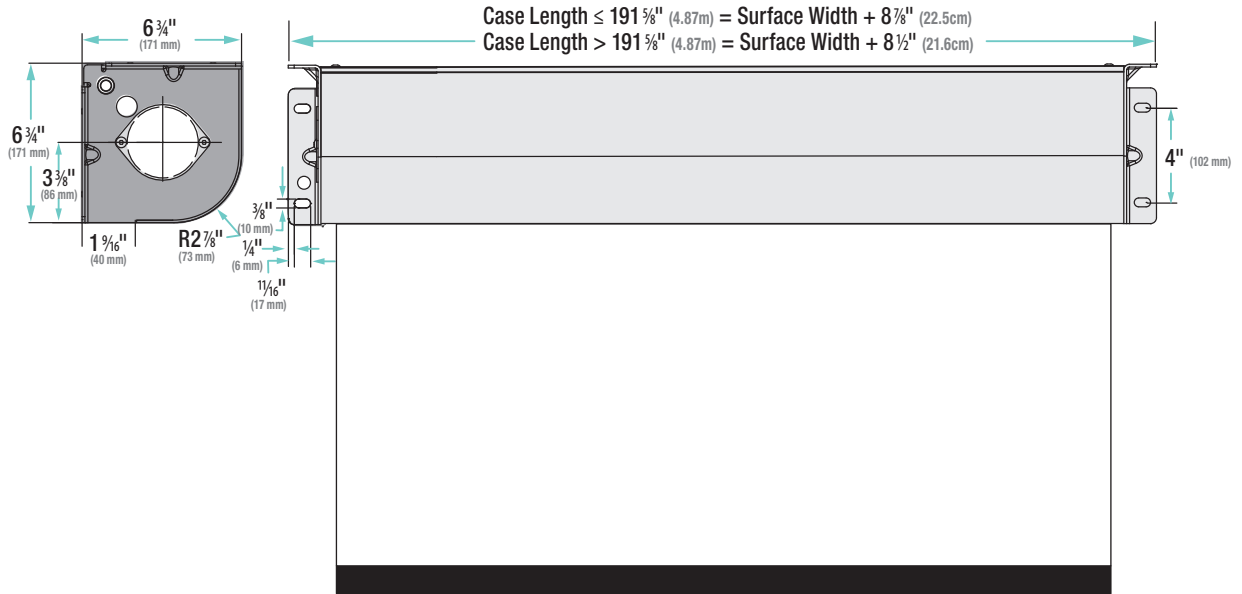 Case Length ≤ 191⅝" (4.87m) = Surface Width + 8⅞" (22.5cm)
Case Length > 191⅝" (4.87m) = Surface Width + 8½" (21.6cm)
6¾"
(171 mm)
6¾"
(171 mm)
3⅜"
(86 mm)
1 9⁄16"
(40 mm)
R2⅞"
(73 mm)
⅜"
(10 mm)
¼"
(6 mm)
11⁄16"
(17 mm)
4" (102 mm)